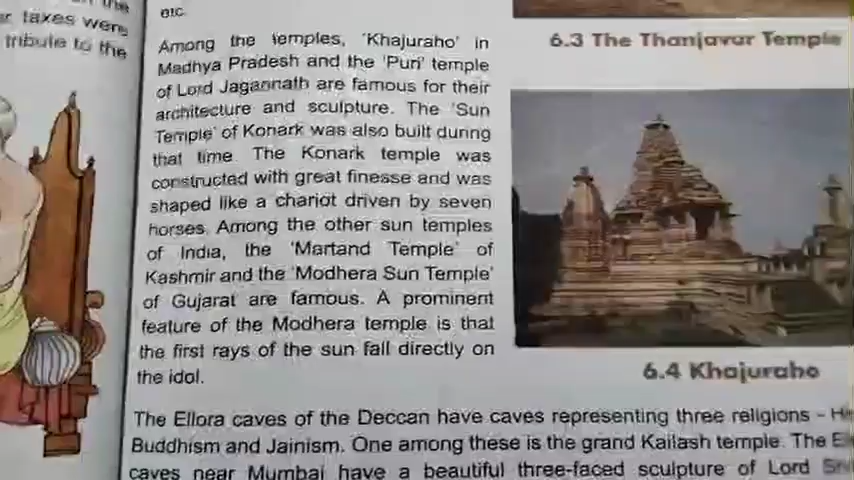 the
r taxes were
tribute to the
etc.
Among the temples, 'Khajuraho' in
Madhya Pradesh and the 'Puri' temple
of Lord Jagannath are famous for their
architecture and sculpture. The 'Sun
Temple' of Konark was also built during
that time. The Konark temple was
constructed with great finesse and was
shaped like a chariot driven by seven
horses. Among the other sun temples
of India, the 'Martand Temple' of
Kashmir and the 'Modhera Sun Temple'
of Gujarat are famous. A prominent
feature of the Modhera temple is that
the first rays of the sun fall directly on
the idol.
6.3 The Thanjavur Temple
6.4 Khajuraho
The Ellora caves of the Deccan have caves representing three religions - H
Buddhism and Jainism. One among these is the grand Kailash temple. The E
caves near Mumbai have a beautiful three-faced sculpture of Lord